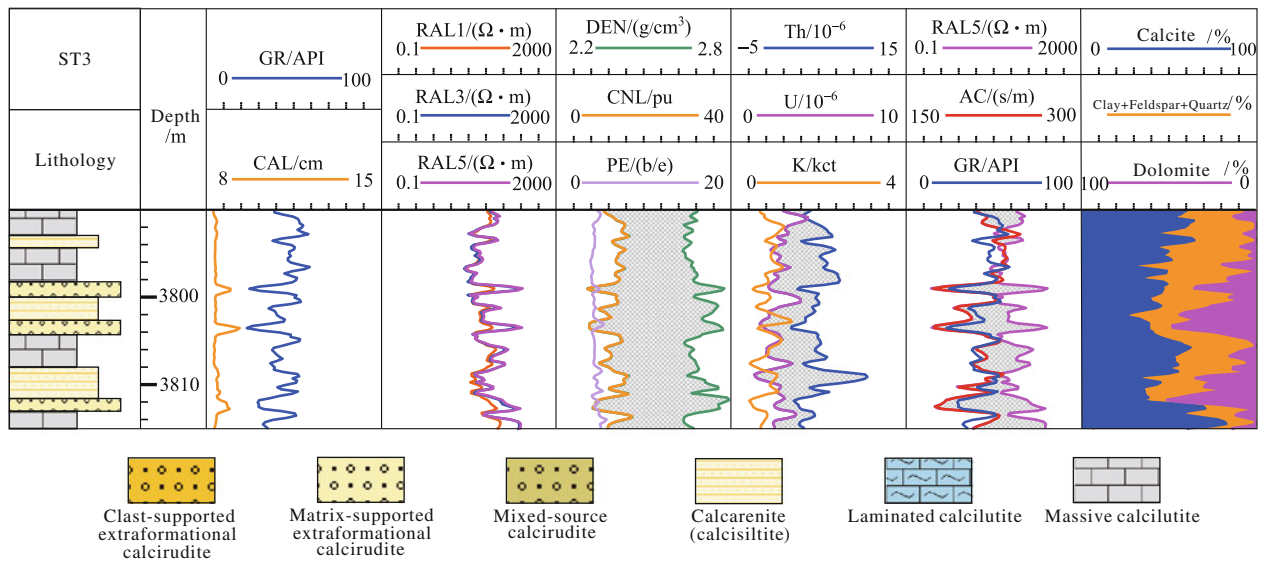 ST3
Lithology
Depth
/m
GR/API
0 100
CAL/cm
8 15
RAL1/(Ω · m)
0.1 2000
RAL3/(Ω · m)
0.1 2000
RAL5/(Ω · m)
0.1 2000
DEN/(g/cm³)
2.2 2.8
CNL/pu
0 40
PE/(b/e)
0 20
Th/10⁻⁶
−5 15
U/10⁻⁶
0 10
K/kct
0 4
RAL5/(Ω · m)
0.1 2000
AC/(s/m)
150 300
GR/API
0 100
Calcite /%
0 100
Clay+Feldspar+Quartz/%
Dolomite /%
100 0
3800
3810
Clast-supported
extraformational
calcirudite
Matrix-supported
extraformational
calcirudite
Mixed-source
calcirudite
Calcarenite
(calcisiltite)
Laminated calcilutite
Massive calcilutite